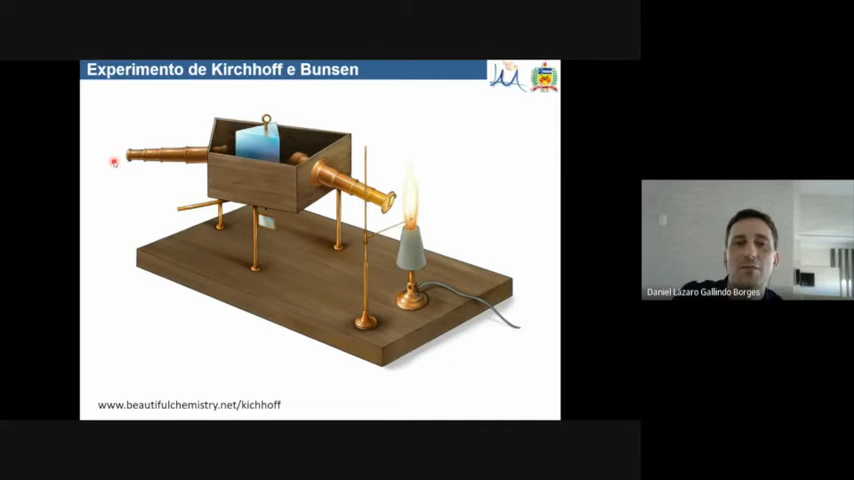 Experimento de Kirchhoff e Bunsen
Daniel Lázaro Gallindo Borges
www.beautifulchemistry.net/kichhoff